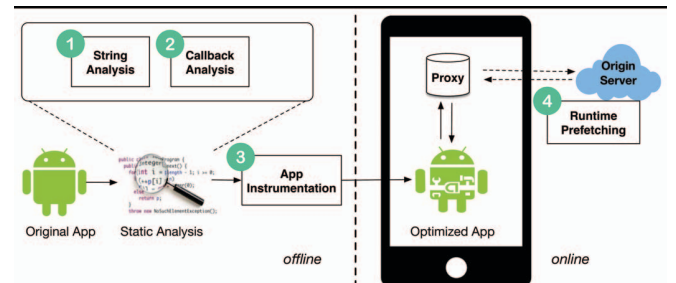 1
String
Analysis
2
Callback
Analysis
Proxy
Origin
Server
4
Runtime
Prefetching
3
App
Instrumentation
Original App
Static Analysis
Optimized App
offline
online